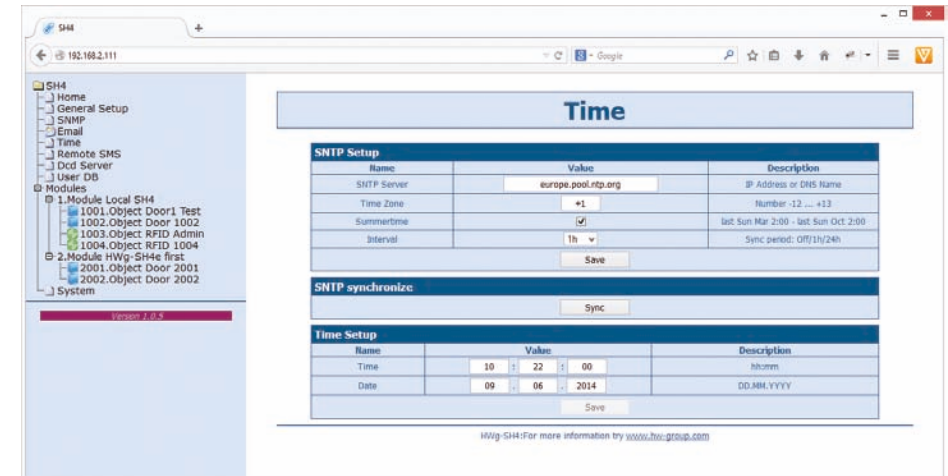 SH4
+
192.168.2.111
Google
SH4
Home
General Setup
SNMP
Email
Time
Remote SMS
Dcd Server
User DB
Modules
1.Module Local SH4
1001.Object Door1 Test
1002.Object Door 1002
1003.Object RFID Admin
1004.Object RFID 1004
2.Module HWg-SH4e first
2001.Object Door 2001
2002.Object Door 2002
System
Version 1.0.5
Time
SNTP Setup
Name Value Description
SNTP Server europe.pool.ntp.org IP Address or DNS Name
Time Zone +1 Number -12 ... +13
Summertime last Sun Mar 2:00 - last Sun Oct 2:00
Interval 1h Sync period: Off/1h/24h
Save
SNTP synchronize
Sync
Time Setup
Name Value Description
Time 10 : 22 : 00 hh:mm
Date 09 . 06 . 2014 DD.MM.YYYY
Save
HWg-SH4:For more information try www.hw-group.com